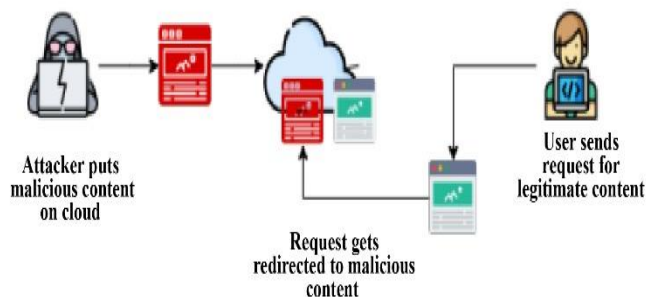 Attacker puts
malicious content
on cloud
User sends
request for
legitimate content
Request gets
redirected to malicious
content